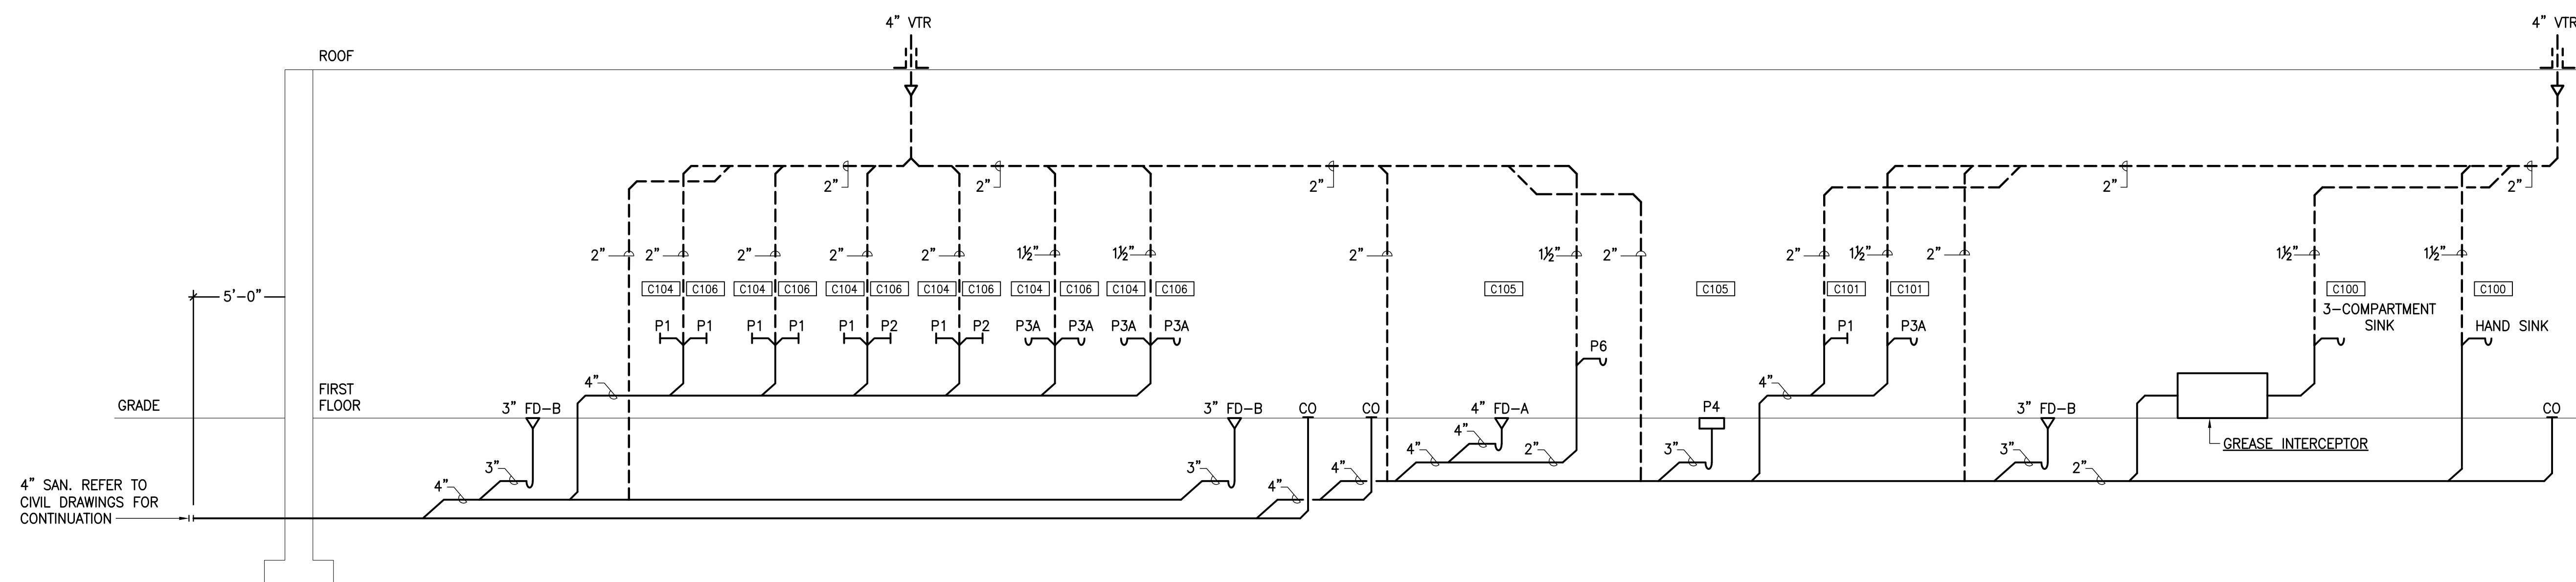 4” VTR
4” VTR
ROOF
2”
2”
2”
2”
2”
2”
2”
2”
2”
2”
1½”
1½”
2”
1½”
2”
2”
1½”
2”
1½”
1½”
5'-0”
C104
C106
C104
C106
C104
C106
C104
C106
C104
C106
C104
C106
C105
C105
C101
C101
C100
C100
3-COMPARTMENT
SINK
HAND SINK
P1
P1
P1
P1
P1
P2
P1
P2
P3A
P3A
P3A
P3A
P6
P1
P3A
4”
4”
FIRST
FLOOR
GRADE
3” FD-B
3” FD-B
CO
CO
4” FD-A
P4
3” FD-B
CO
GREASE INTERCEPTOR
4”
4”
2”
3”
3”
2”
3”
3”
4”
4”
4”
4” SAN. REFER TO
CIVIL DRAWINGS FOR
CONTINUATION